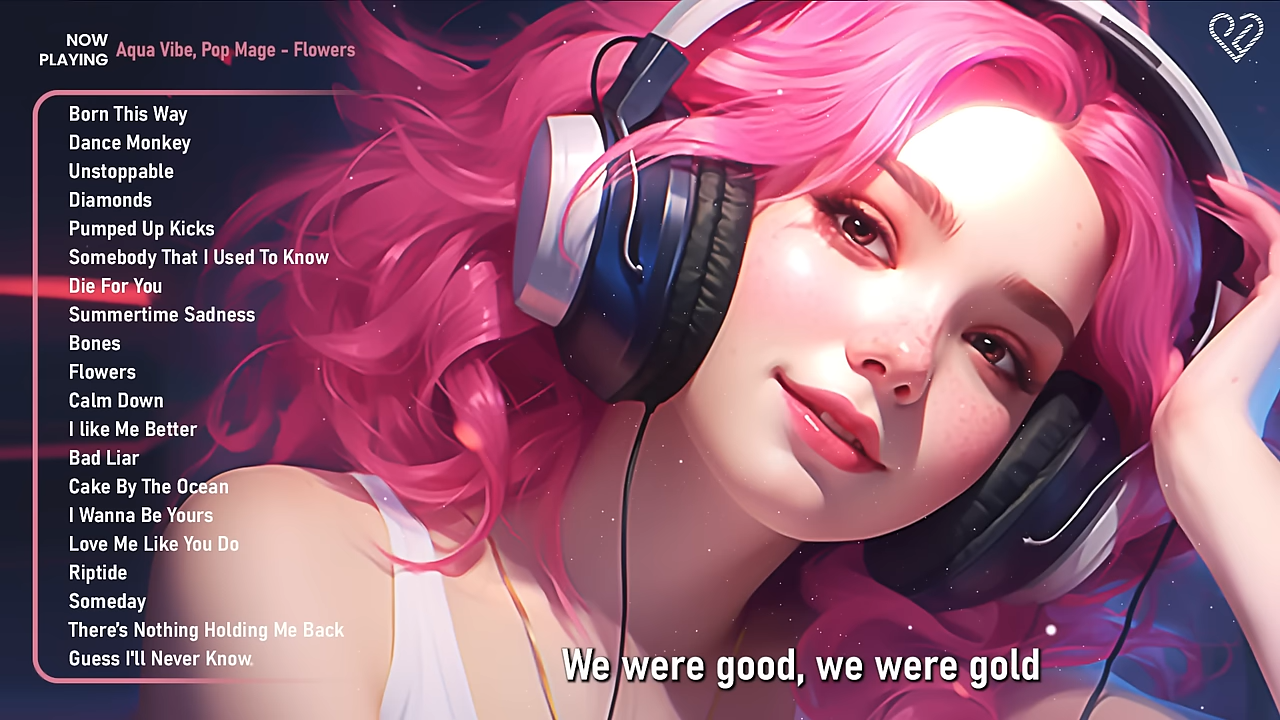 NOW
PLAYING
Aqua Vibe, Pop Mage - Flowers
Born This Way
Dance Monkey
Unstoppable
Diamonds
Pumped Up Kicks
Somebody That I Used To Know
Die For You
Summertime Sadness
Bones
Flowers
Calm Down
I like Me Better
Bad Liar
Cake By The Ocean
I Wanna Be Yours
Love Me Like You Do
Riptide
Someday
There's Nothing Holding Me Back
Guess I'll Never Know.
We were good, we were gold